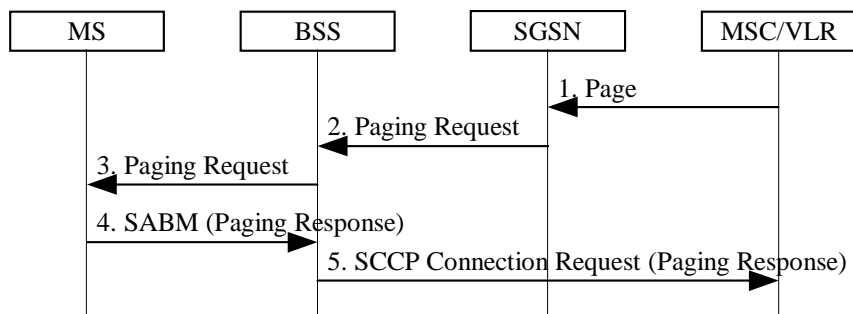 MS BSS SGSN MSC/VLR
1. Page
2. Paging Request
3. Paging Request
4. SABM (Paging Response)
5. SCCP Connection Request (Paging Response)